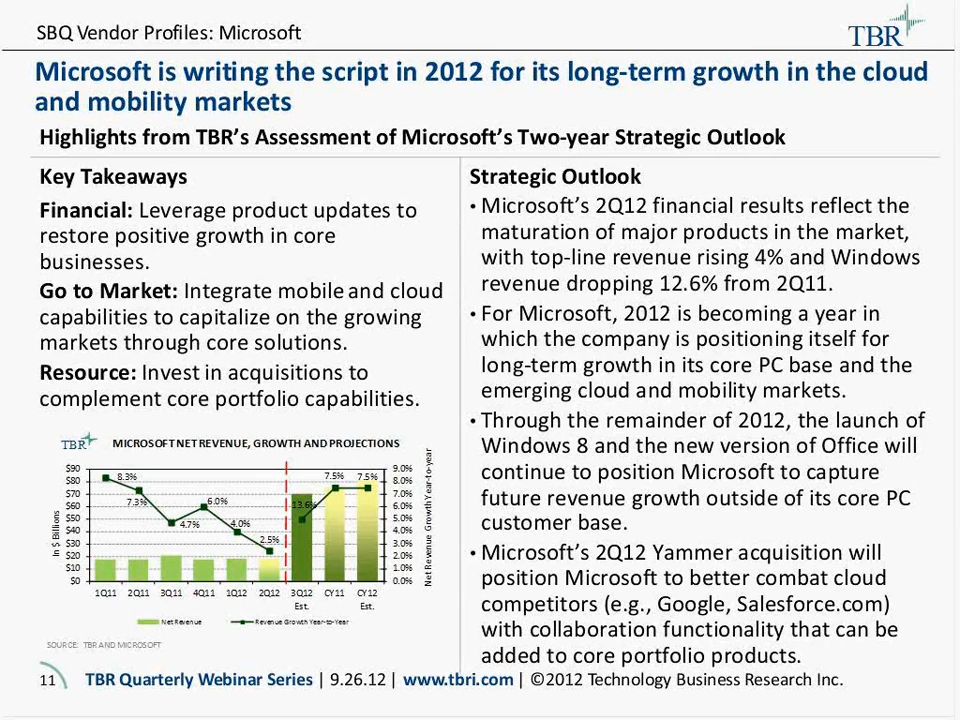 SBQ Vendor Profiles: Microsoft
TBR
Microsoft is writing the script in 2012 for its long-term growth in the cloud
and mobility markets
Highlights from TBR's Assessment of Microsoft's Two-year Strategic Outlook
Key Takeaways
Financial: Leverage product updates to
restore positive growth in core
businesses.
Go to Market: Integrate mobile and cloud
capabilities to capitalize on the growing
markets through core solutions.
Resource: Invest in acquisitions to
complement core portfolio capabilities.
TBR
MICROSOFT NET REVENUE, GROWTH AND PROJECTIONS
In $ Billions
$90
$80
$70
$60
$50
$40
$30
$20
$10
$0
8.3%
7.3%
4.7%
6.0%
4.0%
2.5%
13.6%
7.5%
7.5%
9.0%
8.0%
7.0%
6.0%
5.0%
4.0%
3.0%
2.0%
1.0%
0.0%
Net Revenue Growth Year-to-year
1Q11 2Q11 3Q11 4Q11 1Q12 2Q12 3Q12 CY11 CY12
Est. Est.
Net Revenue Revenue Growth Year-to-Year
SOURCE: TBR AND MICROSOFT
Strategic Outlook
• Microsoft's 2Q12 financial results reflect the
maturation of major products in the market,
with top-line revenue rising 4% and Windows
revenue dropping 12.6% from 2Q11.
• For Microsoft, 2012 is becoming a year in
which the company is positioning itself for
long-term growth in its core PC base and the
emerging cloud and mobility markets.
• Through the remainder of 2012, the launch of
Windows 8 and the new version of Office will
continue to position Microsoft to capture
future revenue growth outside of its core PC
customer base.
• Microsoft's 2Q12 Yammer acquisition will
position Microsoft to better combat cloud
competitors (e.g., Google, Salesforce.com)
with collaboration functionality that can be
added to core portfolio products.
11 TBR Quarterly Webinar Series | 9.26.12 | www.tbri.com | ©2012 Technology Business Research Inc.